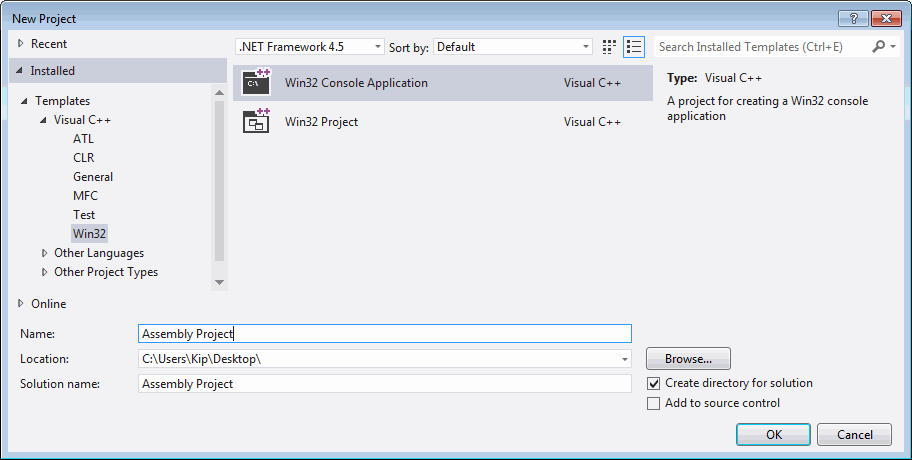 New Project
Recent
.NET Framework 4.5
Sort by: Default
Search Installed Templates (Ctrl+E)
Installed
Templates
Visual C++
ATL
CLR
General
MFC
Test
Win32
Other Languages
Other Project Types
Online
C:\
Win32 Console Application
Visual C++
Win32 Project
Visual C++
Type: Visual C++
A project for creating a Win32 console
application
Name: Assembly Project
Location: C:\Users\Kip\Desktop\
Browse...
Solution name: Assembly Project
Create directory for solution
Add to source control
OK
Cancel